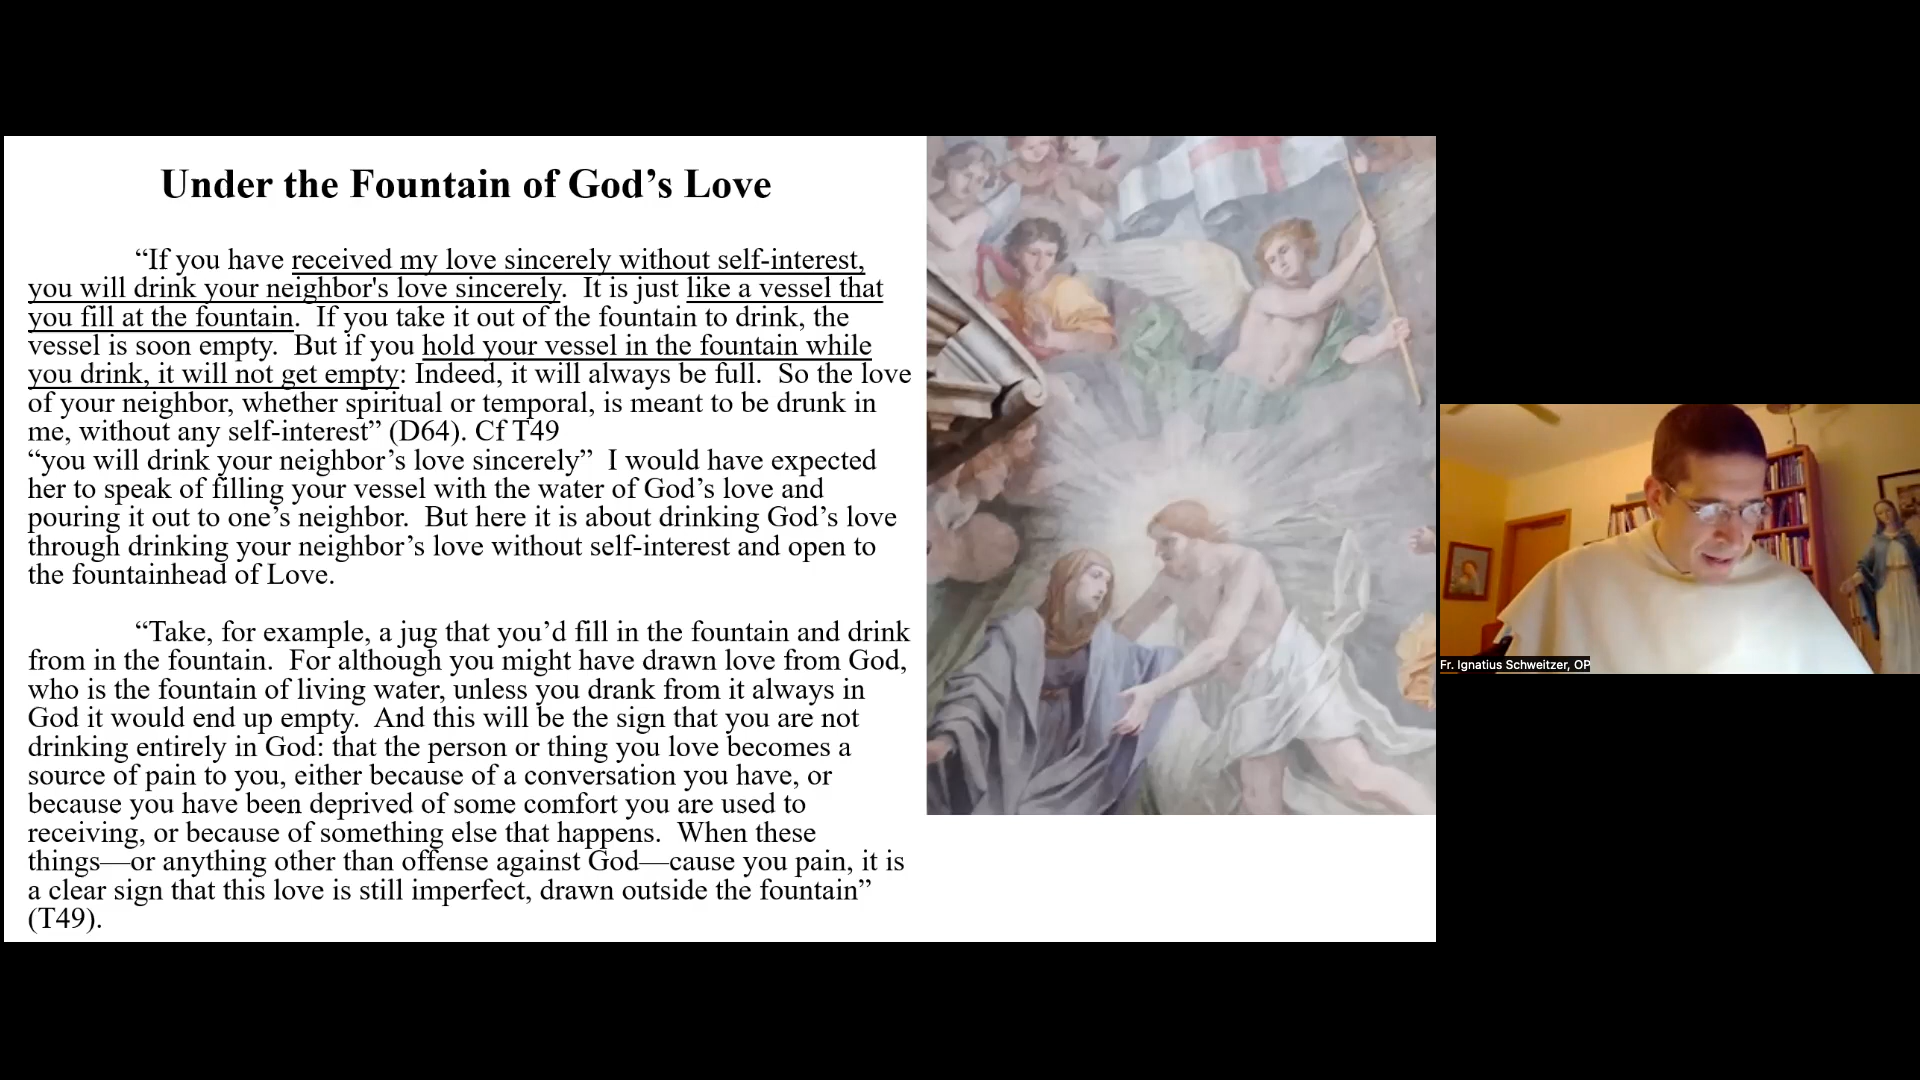 Under the Fountain of God’s Love
“If you have received my love sincerely without self-interest,
you will drink your neighbor's love sincerely.  It is just like a vessel that
you fill at the fountain.  If you take it out of the fountain to drink, the
vessel is soon empty.  But if you hold your vessel in the fountain while
you drink, it will not get empty: Indeed, it will always be full.  So the love
of your neighbor, whether spiritual or temporal, is meant to be drunk in
me, without any self-interest” (D64). Cf T49
“you will drink your neighbor’s love sincerely”  I would have expected
her to speak of filling your vessel with the water of God’s love and
pouring it out to one’s neighbor.  But here it is about drinking God’s love
through drinking your neighbor’s love without self-interest and open to
the fountainhead of Love.
“Take, for example, a jug that you’d fill in the fountain and drink
from in the fountain.  For although you might have drawn love from God,
who is the fountain of living water, unless you drank from it always in
God it would end up empty.  And this will be the sign that you are not
drinking entirely in God: that the person or thing you love becomes a
source of pain to you, either because of a conversation you have, or
because you have been deprived of some comfort you are used to
receiving, or because of something else that happens.  When these
things—or anything other than offense against God—cause you pain, it is
a clear sign that this love is still imperfect, drawn outside the fountain”
(T49).
Fr. Ignatius Schweitzer, OP